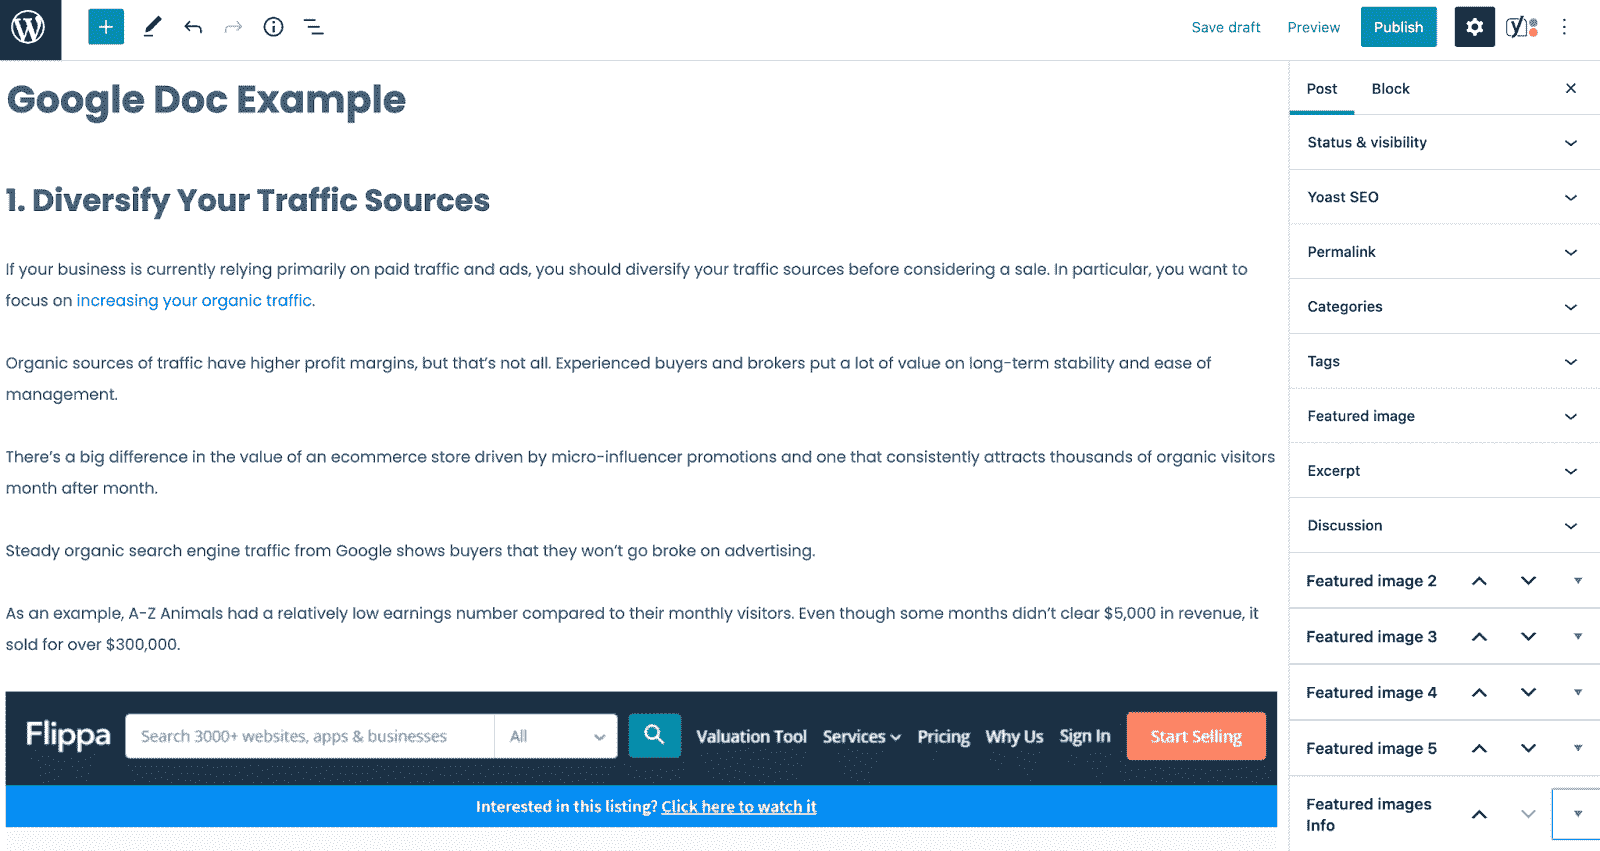 Save draft
Preview
Publish
Google Doc Example
1. Diversify Your Traffic Sources
If your business is currently relying primarily on paid traffic and ads, you should diversify your traffic sources before considering a sale. In particular, you want to
focus on increasing your organic traffic.
Organic sources of traffic have higher profit margins, but that's not all. Experienced buyers and brokers put a lot of value on long-term stability and ease of
management.
There's a big difference in the value of an ecommerce store driven by micro-influencer promotions and one that consistently attracts thousands of organic visitors
month after month.
Steady organic search engine traffic from Google shows buyers that they won't go broke on advertising.
As an example, A-Z Animals had a relatively low earnings number compared to their monthly visitors. Even though some months didn't clear $5,000 in revenue, it
sold for over $300,000.
Flippa
Search 3000+ websites, apps & businesses
All
Valuation Tool
Services
Pricing
Why Us
Sign In
Start Selling
Interested in this listing? Click here to watch it
Post
Block
Status & visibility
Yoast SEO
Permalink
Categories
Tags
Featured image
Excerpt
Discussion
Featured image 2
Featured image 3
Featured image 4
Featured image 5
Featured images
Info